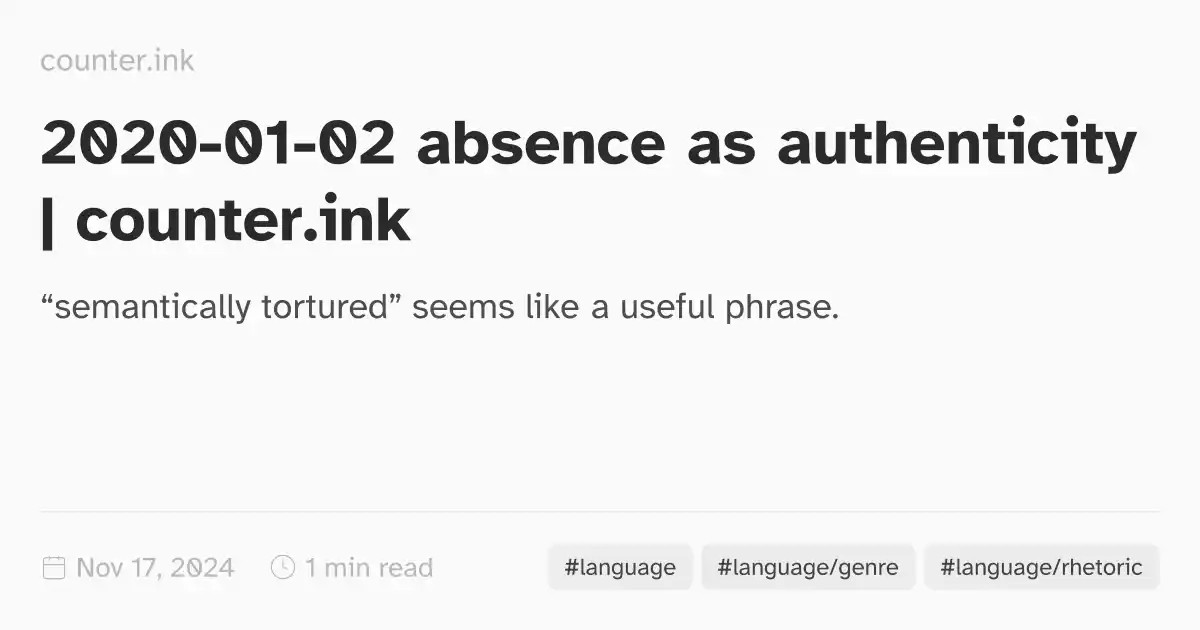 counter.ink
2020-01-02 absence as authenticity
| counter.ink
“semantically tortured” seems like a useful phrase.
Nov 17, 2024 1 min read #language #language/genre #language/rhetoric